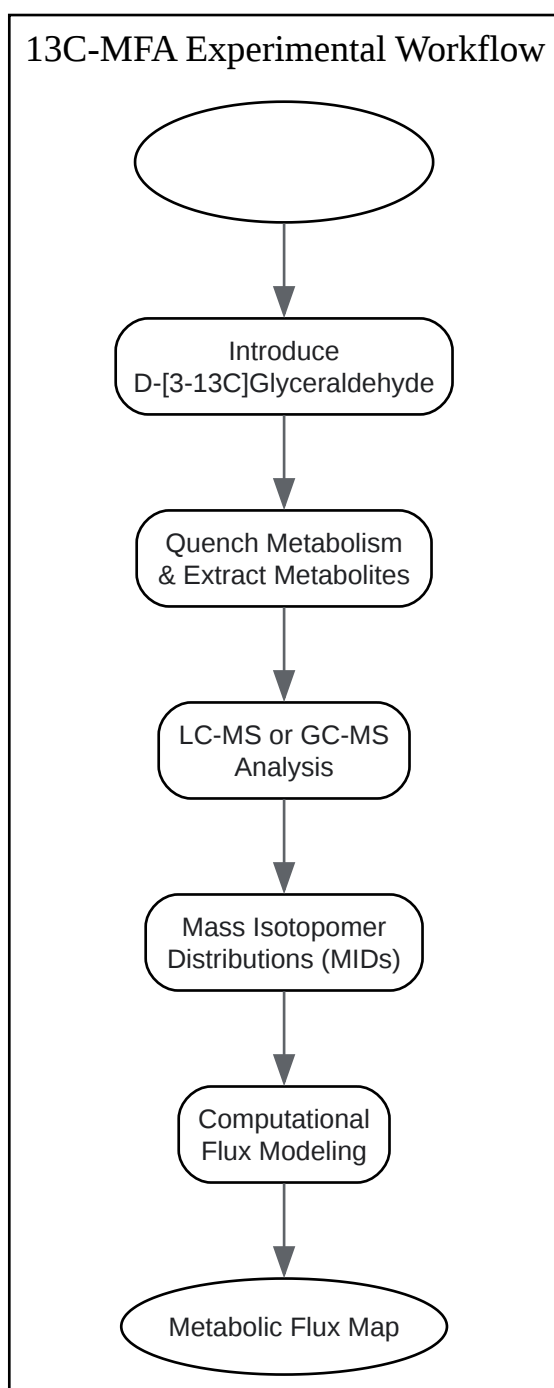 13C-MFA Experimental Workflow
Introduce
D-[3-13C]Glyceraldehyde
Quench Metabolism
& Extract Metabolites
LC-MS or GC-MS
Analysis
Mass Isotopomer
Distributions (MIDs)
Computational
Flux Modeling
Metabolic Flux Map